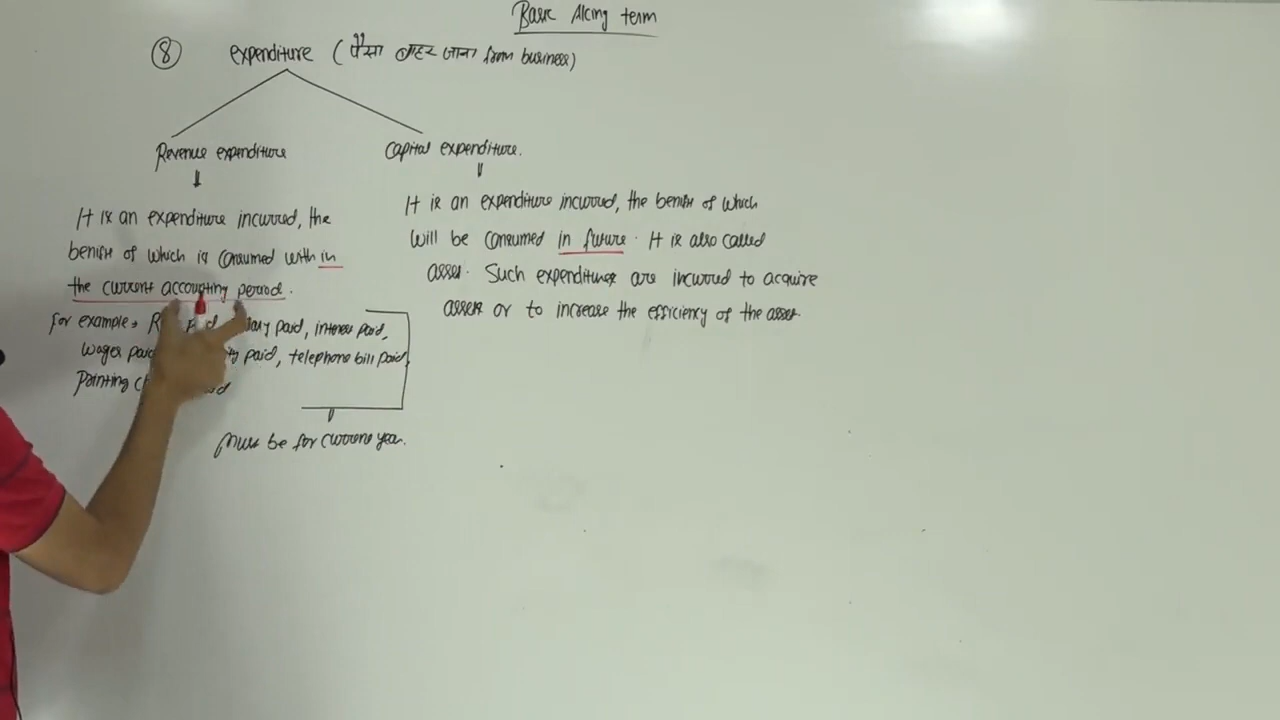 Basic A/cing term
⑧ expenditure (पैसा बाहर जाना from business)
Revenue expenditure
Capital expenditure.
It is an expenditure incurred, the
benefit of which is consumed with in
the current accounting period.
for example → paid, interest paid,
wages paid, telephone bill paid,
Printing
Must be for current year.
It is an expenditure incurred, the benefit of which
will be consumed in future. It is also called
asset. Such expenditures are incurred to acquire
assets or to increase the efficiency of the asset.